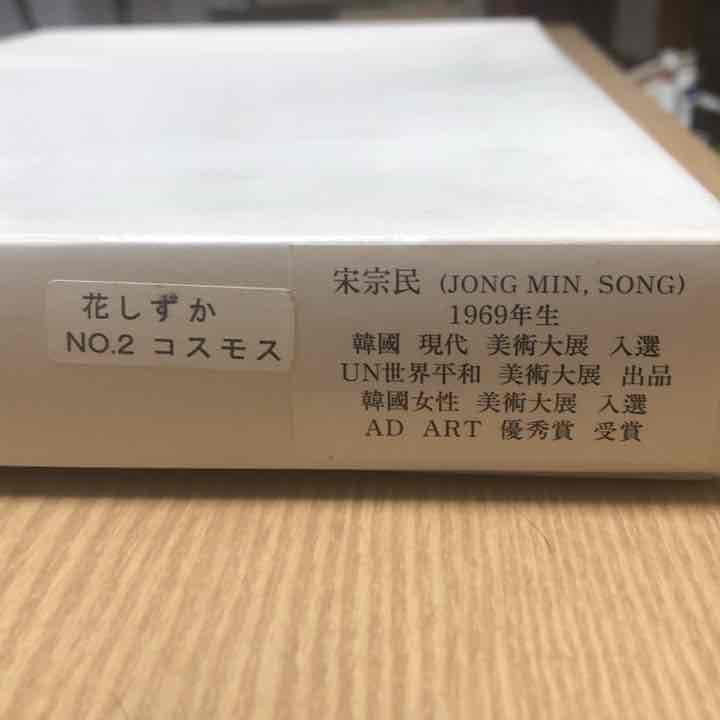 花しずか
NO.2 コスモス
宋宗民 (JONG MIN, SONG)
1969年生
韓國 現代 美術大展 入選
UN世界平和 美術大展 出品
韓國女性 美術大展 入選
AD ART 優秀賞 受賞